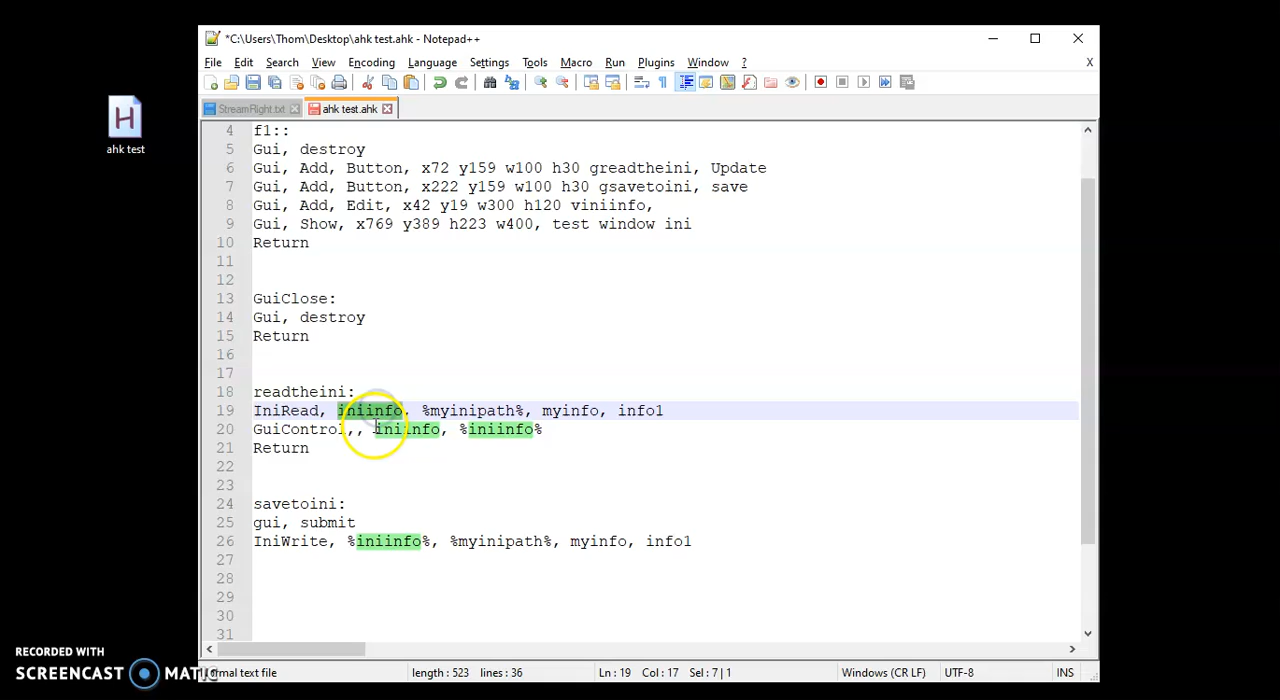 *C:\Users\Thom\Desktop\ahk test.ahk - Notepad++
File Edit Search View Encoding Language Settings Tools Macro Run Plugins Window ? X
StreamRight.txt ahk test.ahk
H
ahk test
4 f1::
5 Gui, destroy
6 Gui, Add, Button, x72 y159 w100 h30 greadtheini, Update
7 Gui, Add, Button, x222 y159 w100 h30 gsavetoini, save
8 Gui, Add, Edit, x42 y19 w300 h120 viniinfo,
9 Gui, Show, x769 y389 h223 w400, test window ini
10 Return
11
12
13 GuiClose:
14 Gui, destroy
15 Return
16
17
18 readtheini:
19 IniRead, iniinfo, %myinipath%, myinfo, info1
20 GuiControl,, iniinfo, %iniinfo%
21 Return
22
23
24 savetoini:
25 gui, submit
26 IniWrite, %iniinfo%, %myinipath%, myinfo, info1
27
28
29
30
31
RECORDED WITH
SCREENCAST MATIC
rmal text file length : 523 lines : 36 Ln : 19 Col : 17 Sel : 7 | 1 Windows (CR LF) UTF-8 INS